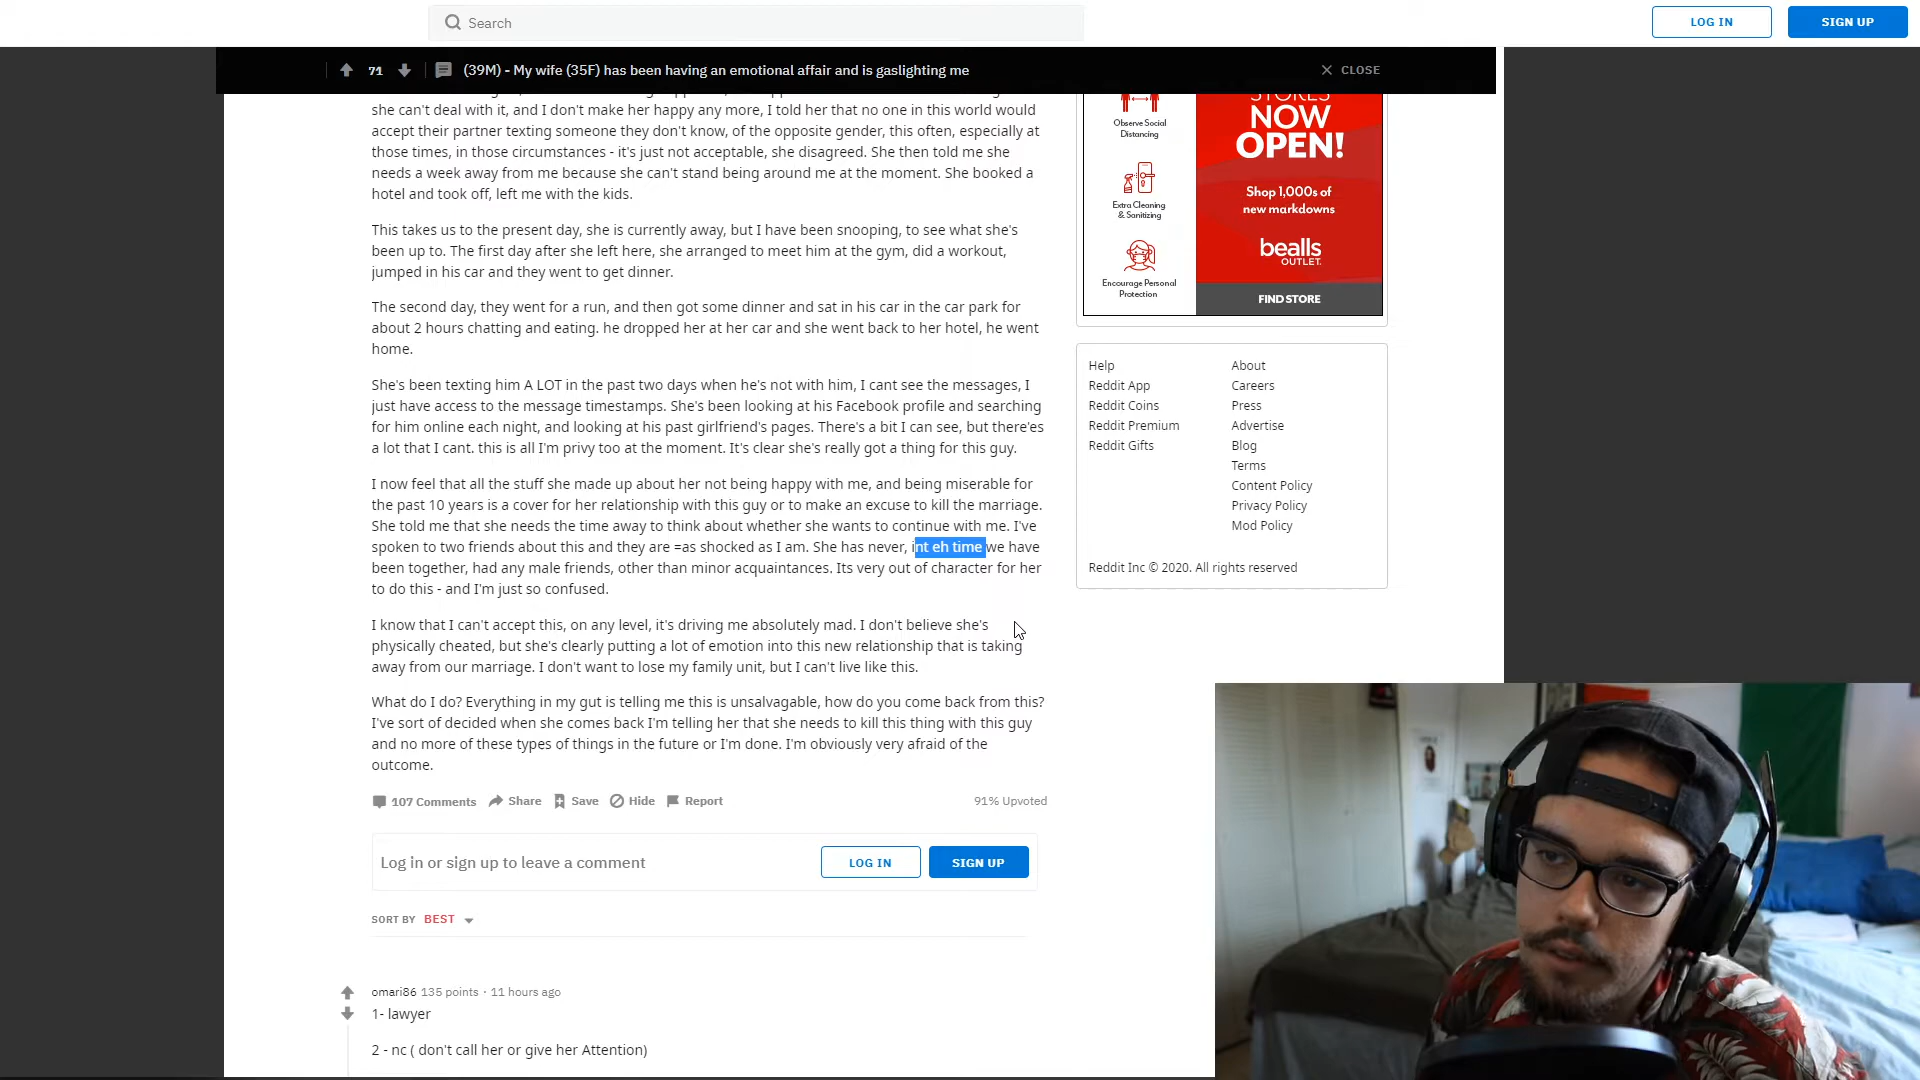 Search
LOG IN
SIGN UP
71
(39M) - My wife (35F) has been having an emotional affair and is gaslighting me
CLOSE
she can't deal with it, and I don't make her happy any more, I told her that no one in this world would
accept their partner texting someone they don't know, of the opposite gender, this often, especially at
those times, in those circumstances - it's just not acceptable, she disagreed. She then told me she
needs a week away from me because she can't stand being around me at the moment. She booked a
hotel and took off, left me with the kids.
This takes us to the present day, she is currently away, but I have been snooping, to see what she's
been up to. The first day after she left here, she arranged to meet him at the gym, did a workout,
jumped in his car and they went to get dinner.
The second day, they went for a run, and then got some dinner and sat in his car in the car park for
about 2 hours chatting and eating. he dropped her at her car and she went back to her hotel, he went
home.
She's been texting him A LOT in the past two days when he's not with him, I cant see the messages, I
just have access to the message timestamps. She's been looking at his Facebook profile and searching
for him online each night, and looking at his past girlfriend's pages. There's a bit I can see, but there'es
a lot that I cant. this is all I'm privy too at the moment. It's clear she's really got a thing for this guy.
I now feel that all the stuff she made up about her not being happy with me, and being miserable for
the past 10 years is a cover for her relationship with this guy or to make an excuse to kill the marriage.
She told me that she needs the time away to think about whether she wants to continue with me. I've
spoken to two friends about this and they are =as shocked as I am. She has never, int eh time we have
been together, had any male friends, other than minor acquaintances. Its very out of character for her
to do this - and I'm just so confused.
I know that I can't accept this, on any level, it's driving me absolutely mad. I don't believe she's
physically cheated, but she's clearly putting a lot of emotion into this new relationship that is taking
away from our marriage. I don't want to lose my family unit, but I can't live like this.
What do I do? Everything in my gut is telling me this is unsalvagable, how do you come back from this?
I've sort of decided when she comes back I'm telling her that she needs to kill this thing with this guy
and no more of these types of things in the future or I'm done. I'm obviously very afraid of the
outcome.
107 Comments
Share
Save
Hide
Report
91% Upvoted
Log in or sign up to leave a comment
LOG IN
SIGN UP
SORT BY BEST
omari86 135 points · 11 hours ago
1- lawyer
2 - nc ( don't call her or give her Attention)
Observe Social
Distancing
Extra Cleaning
& Sanitizing
Encourage Personal
Protection
STORES
NOW
OPEN!
Shop 1,000s of
new markdowns
bealls
OUTLET.
FIND STORE
Help
Reddit App
Reddit Coins
Reddit Premium
Reddit Gifts
About
Careers
Press
Advertise
Blog
Terms
Content Policy
Privacy Policy
Mod Policy
Reddit Inc © 2020. All rights reserved